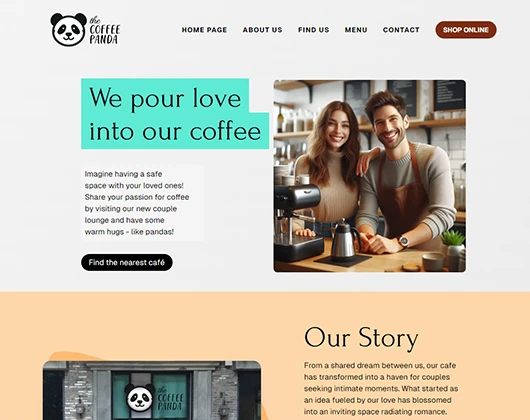 the
COFFEE
PANDA
HOME PAGE ABOUT US FIND US MENU CONTACT SHOP ONLINE
We pour love
into our coffee
Imagine having a safe
space with your loved ones!
Share your passion for coffee
by visiting our new couple
lounge and have some
warm hugs - like pandas!
Find the nearest café
Our Story
From a shared dream between us, our cafe
has transformed into a haven for couples
seeking intimate moments. What started as
an idea fueled by our love has blossomed
into an inviting space radiating romance.
the
COFFEE
PANDA